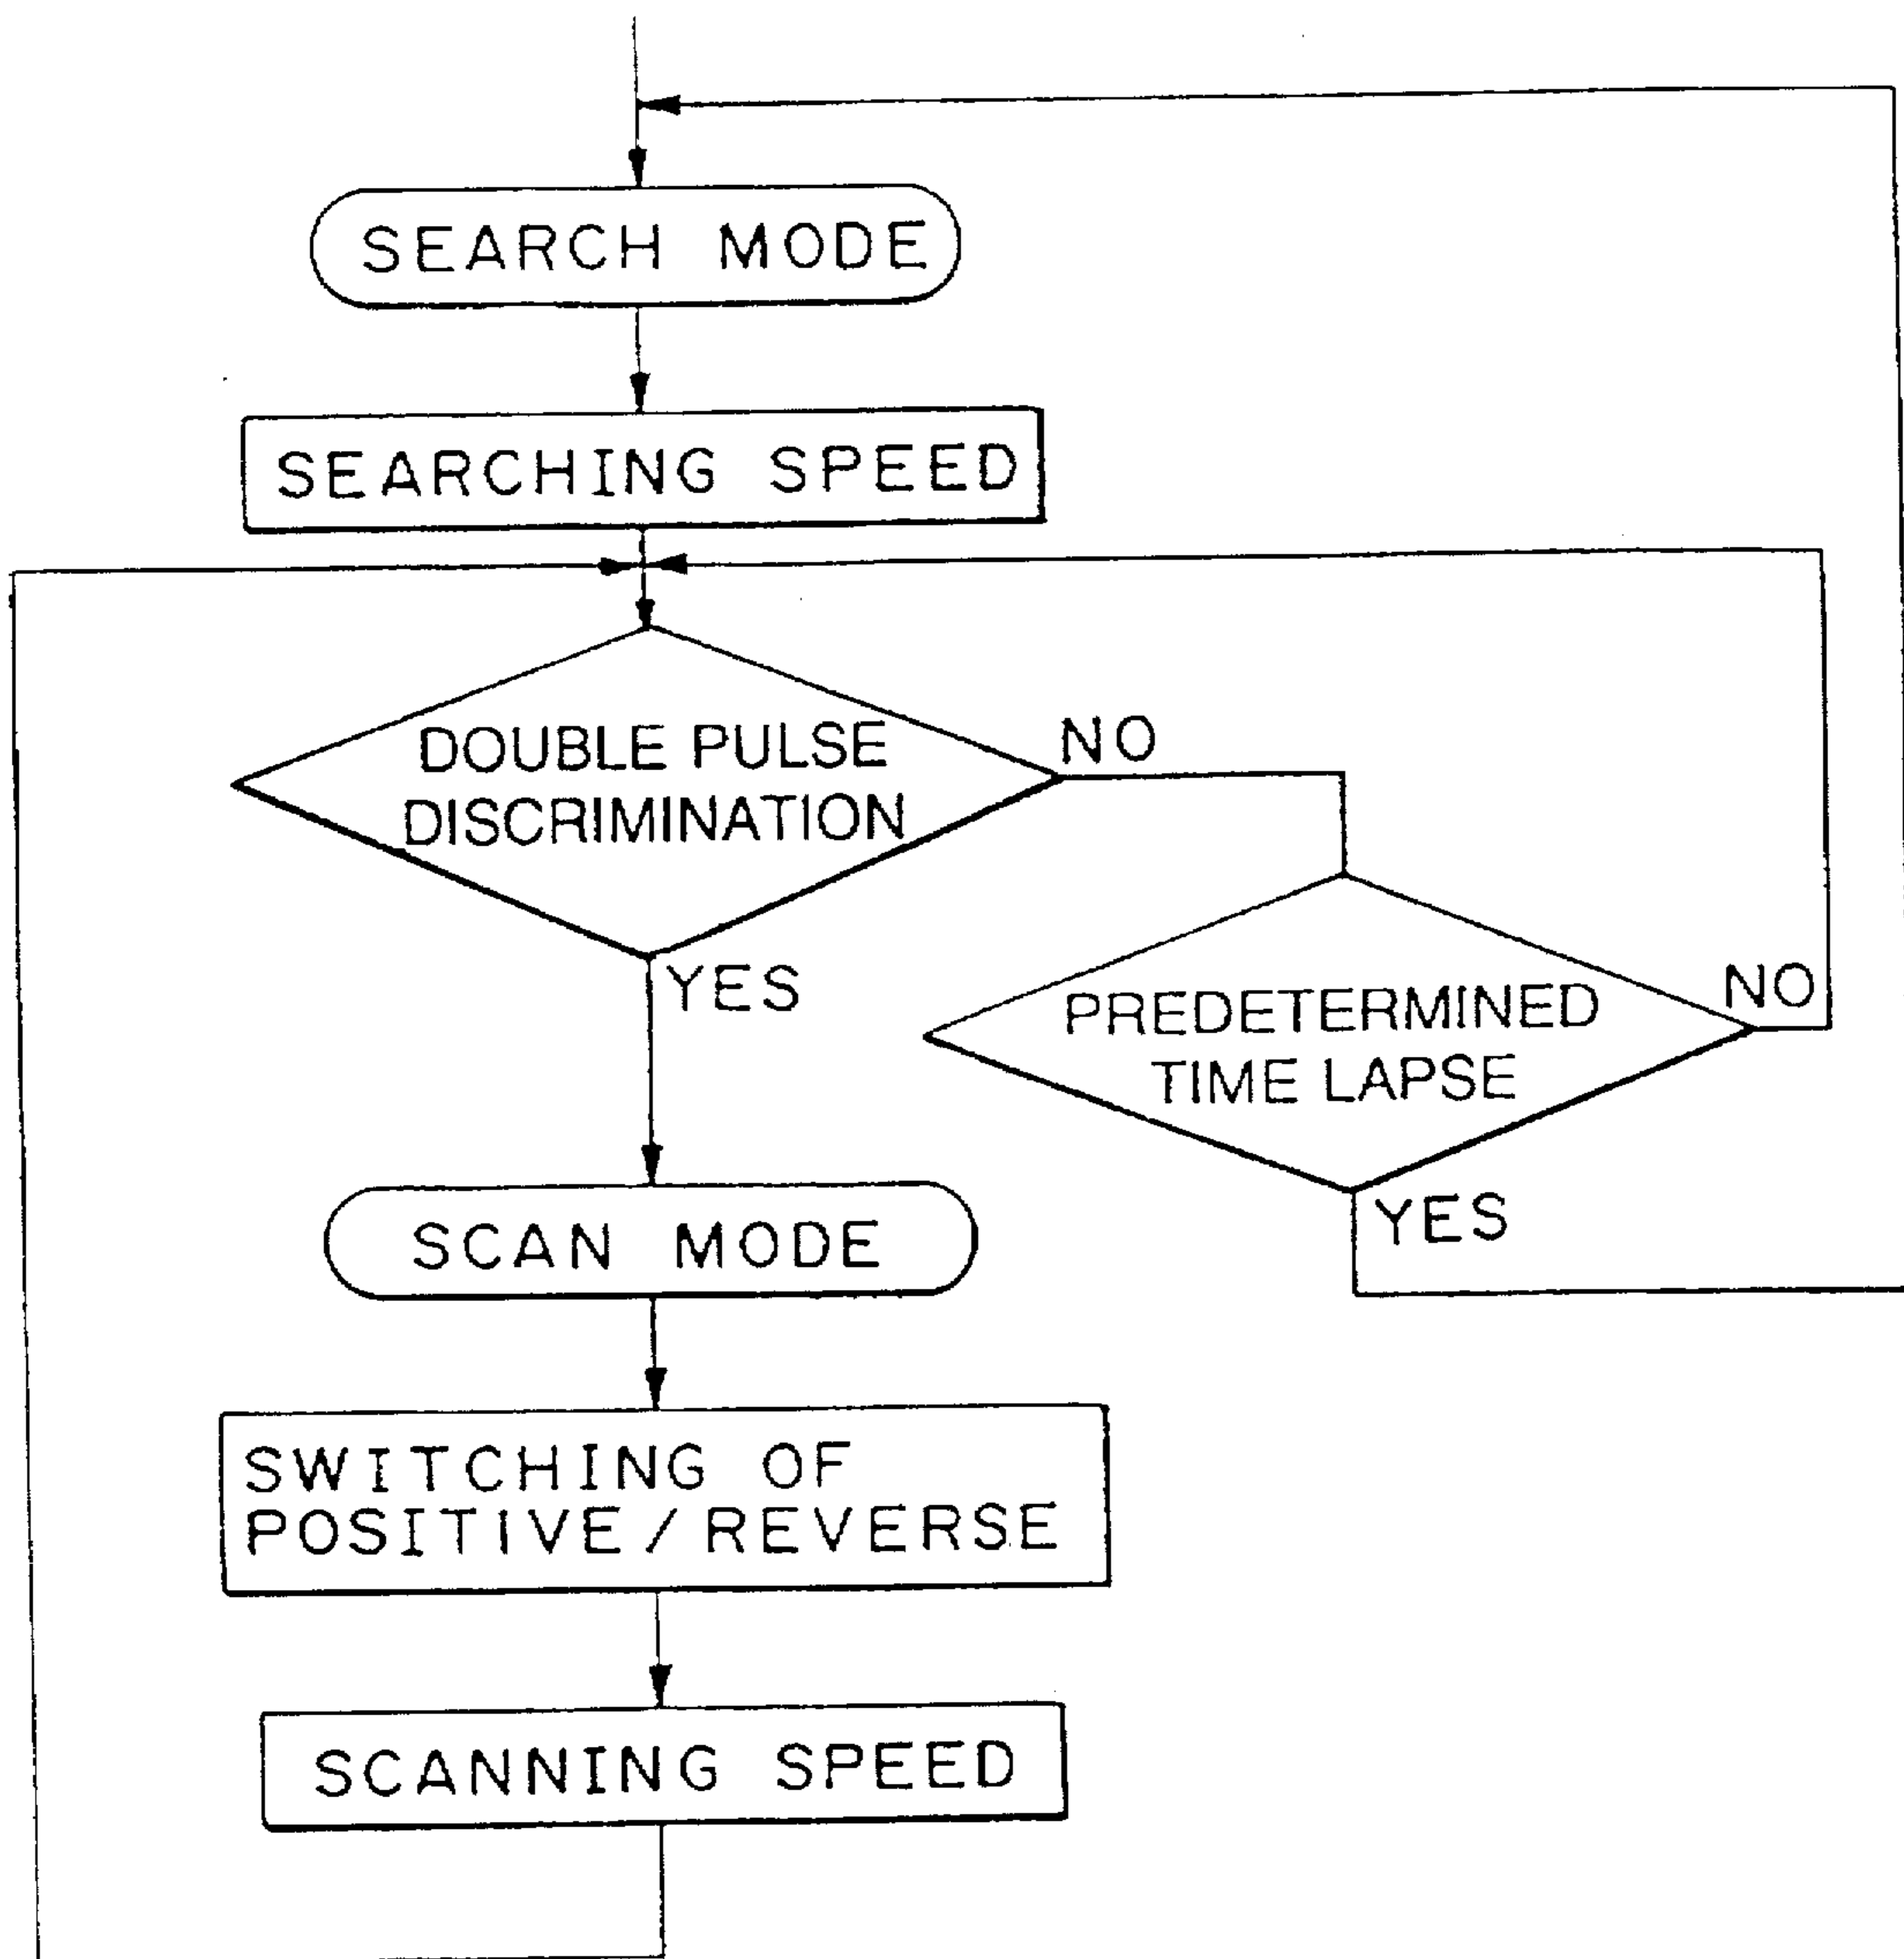 SEARCH MODE
SEARCHING SPEED
DOUBLE PULSE
DISCRIMINATION
NO
YES
PREDETERMINED
TIME LAPSE
NO
YES
SCAN MODE
SWITCHING OF
POSITIVE/REVERSE
SCANNING SPEED